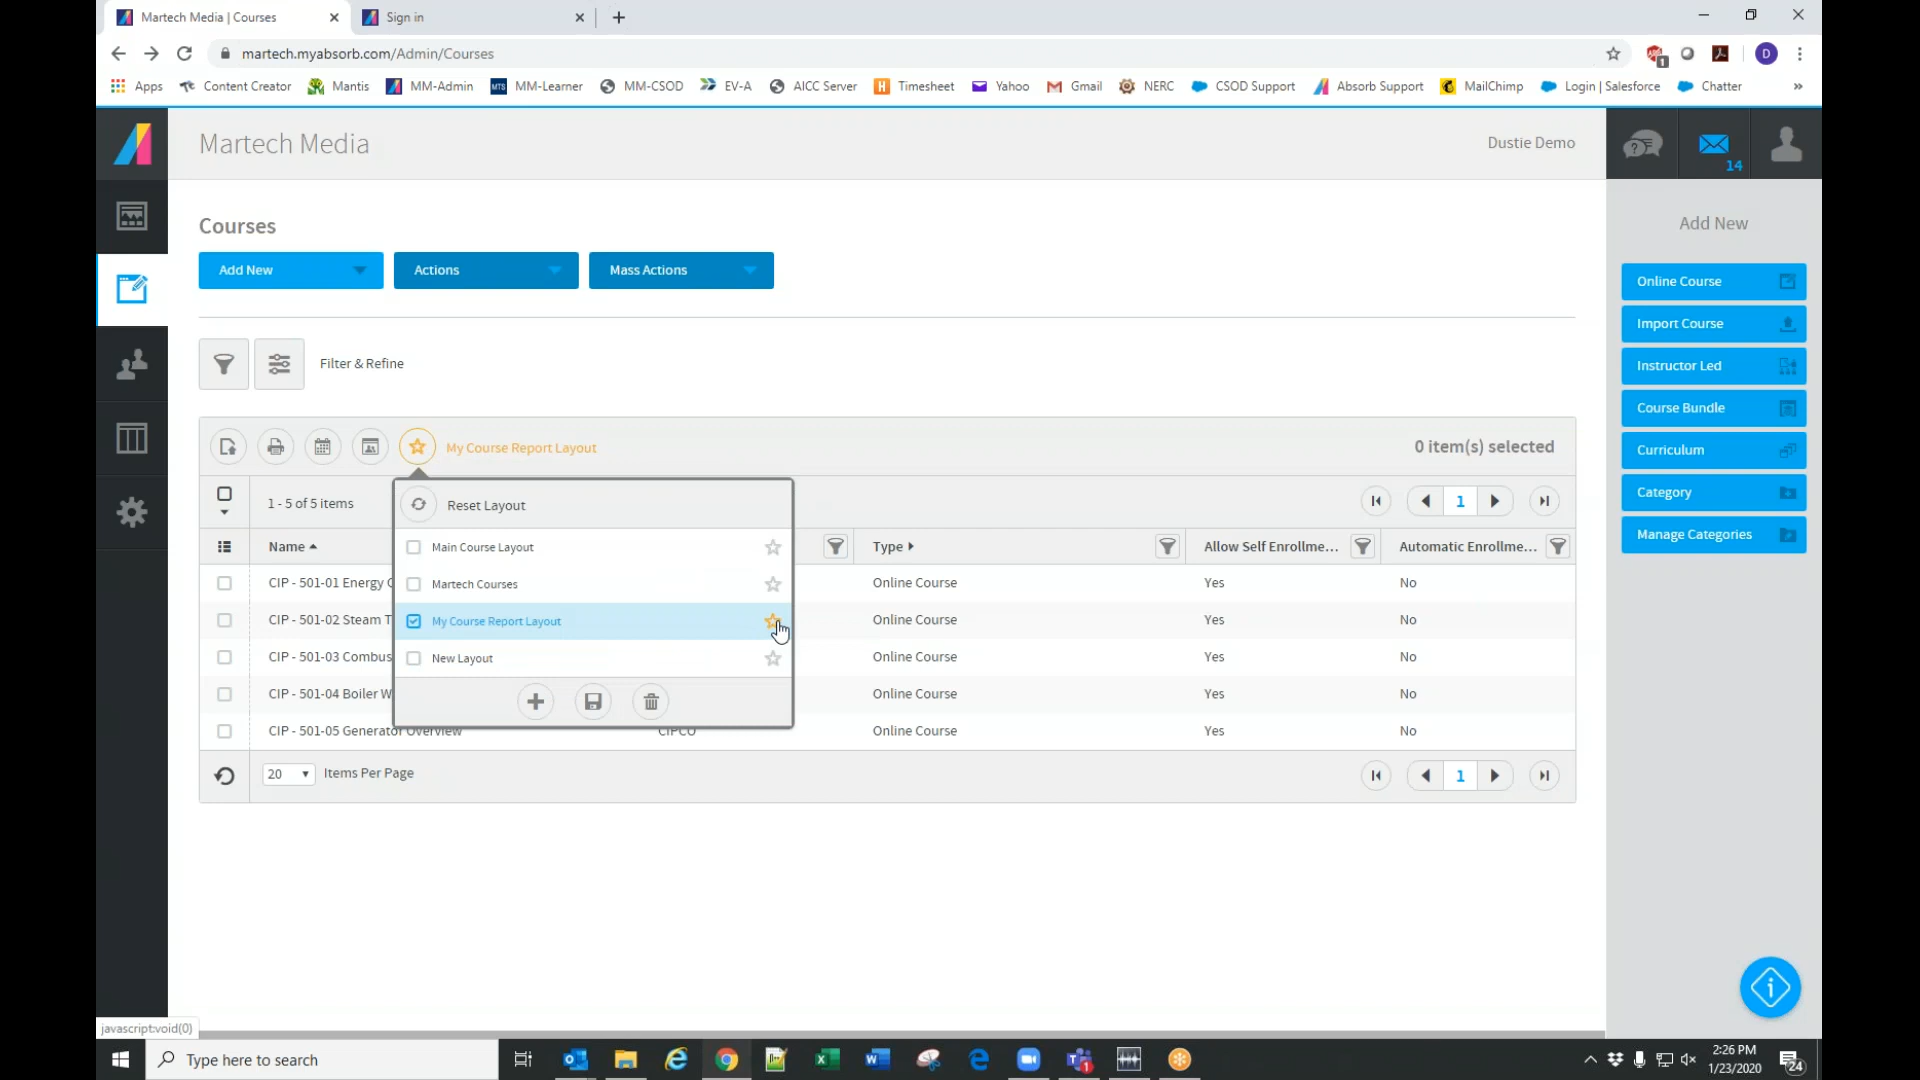 Martech Media | Courses
Sign in
martech.myabsorb.com/Admin/Courses
1
D
Apps
Content Creator
Mantis
MM-Admin
MTS
MM-Learner
MM-CSOD
EV-A
AICC Server
Timesheet
Yahoo
Gmail
NERC
CSOD Support
Absorb Support
MailChimp
Login | Salesforce
Chatter
»
Martech Media
Dustie Demo
14
Courses
Add New
Actions
Mass Actions
Filter & Refine
My Course Report Layout
0 item(s) selected
1 - 5 of 5 items
1
Reset Layout
Main Course Layout
Martech Courses
My Course Report Layout
New Layout
Name
Type
Allow Self Enrollme...
Automatic Enrollme...
CIP - 501-01 Energy
Online Course
Yes
No
CIP - 501-02 Steam T
Online Course
Yes
No
CIP - 501-03 Combus
Online Course
Yes
No
CIP - 501-04 Boiler W
Online Course
Yes
No
CIP - 501-05 Generator Overview
CIPCO
Online Course
Yes
No
20
Items Per Page
1
Add New
Online Course
Import Course
Instructor Led
Course Bundle
Curriculum
Category
Manage Categories
javascript:void(0)
Type here to search
1
2:26 PM
1/23/2020
24